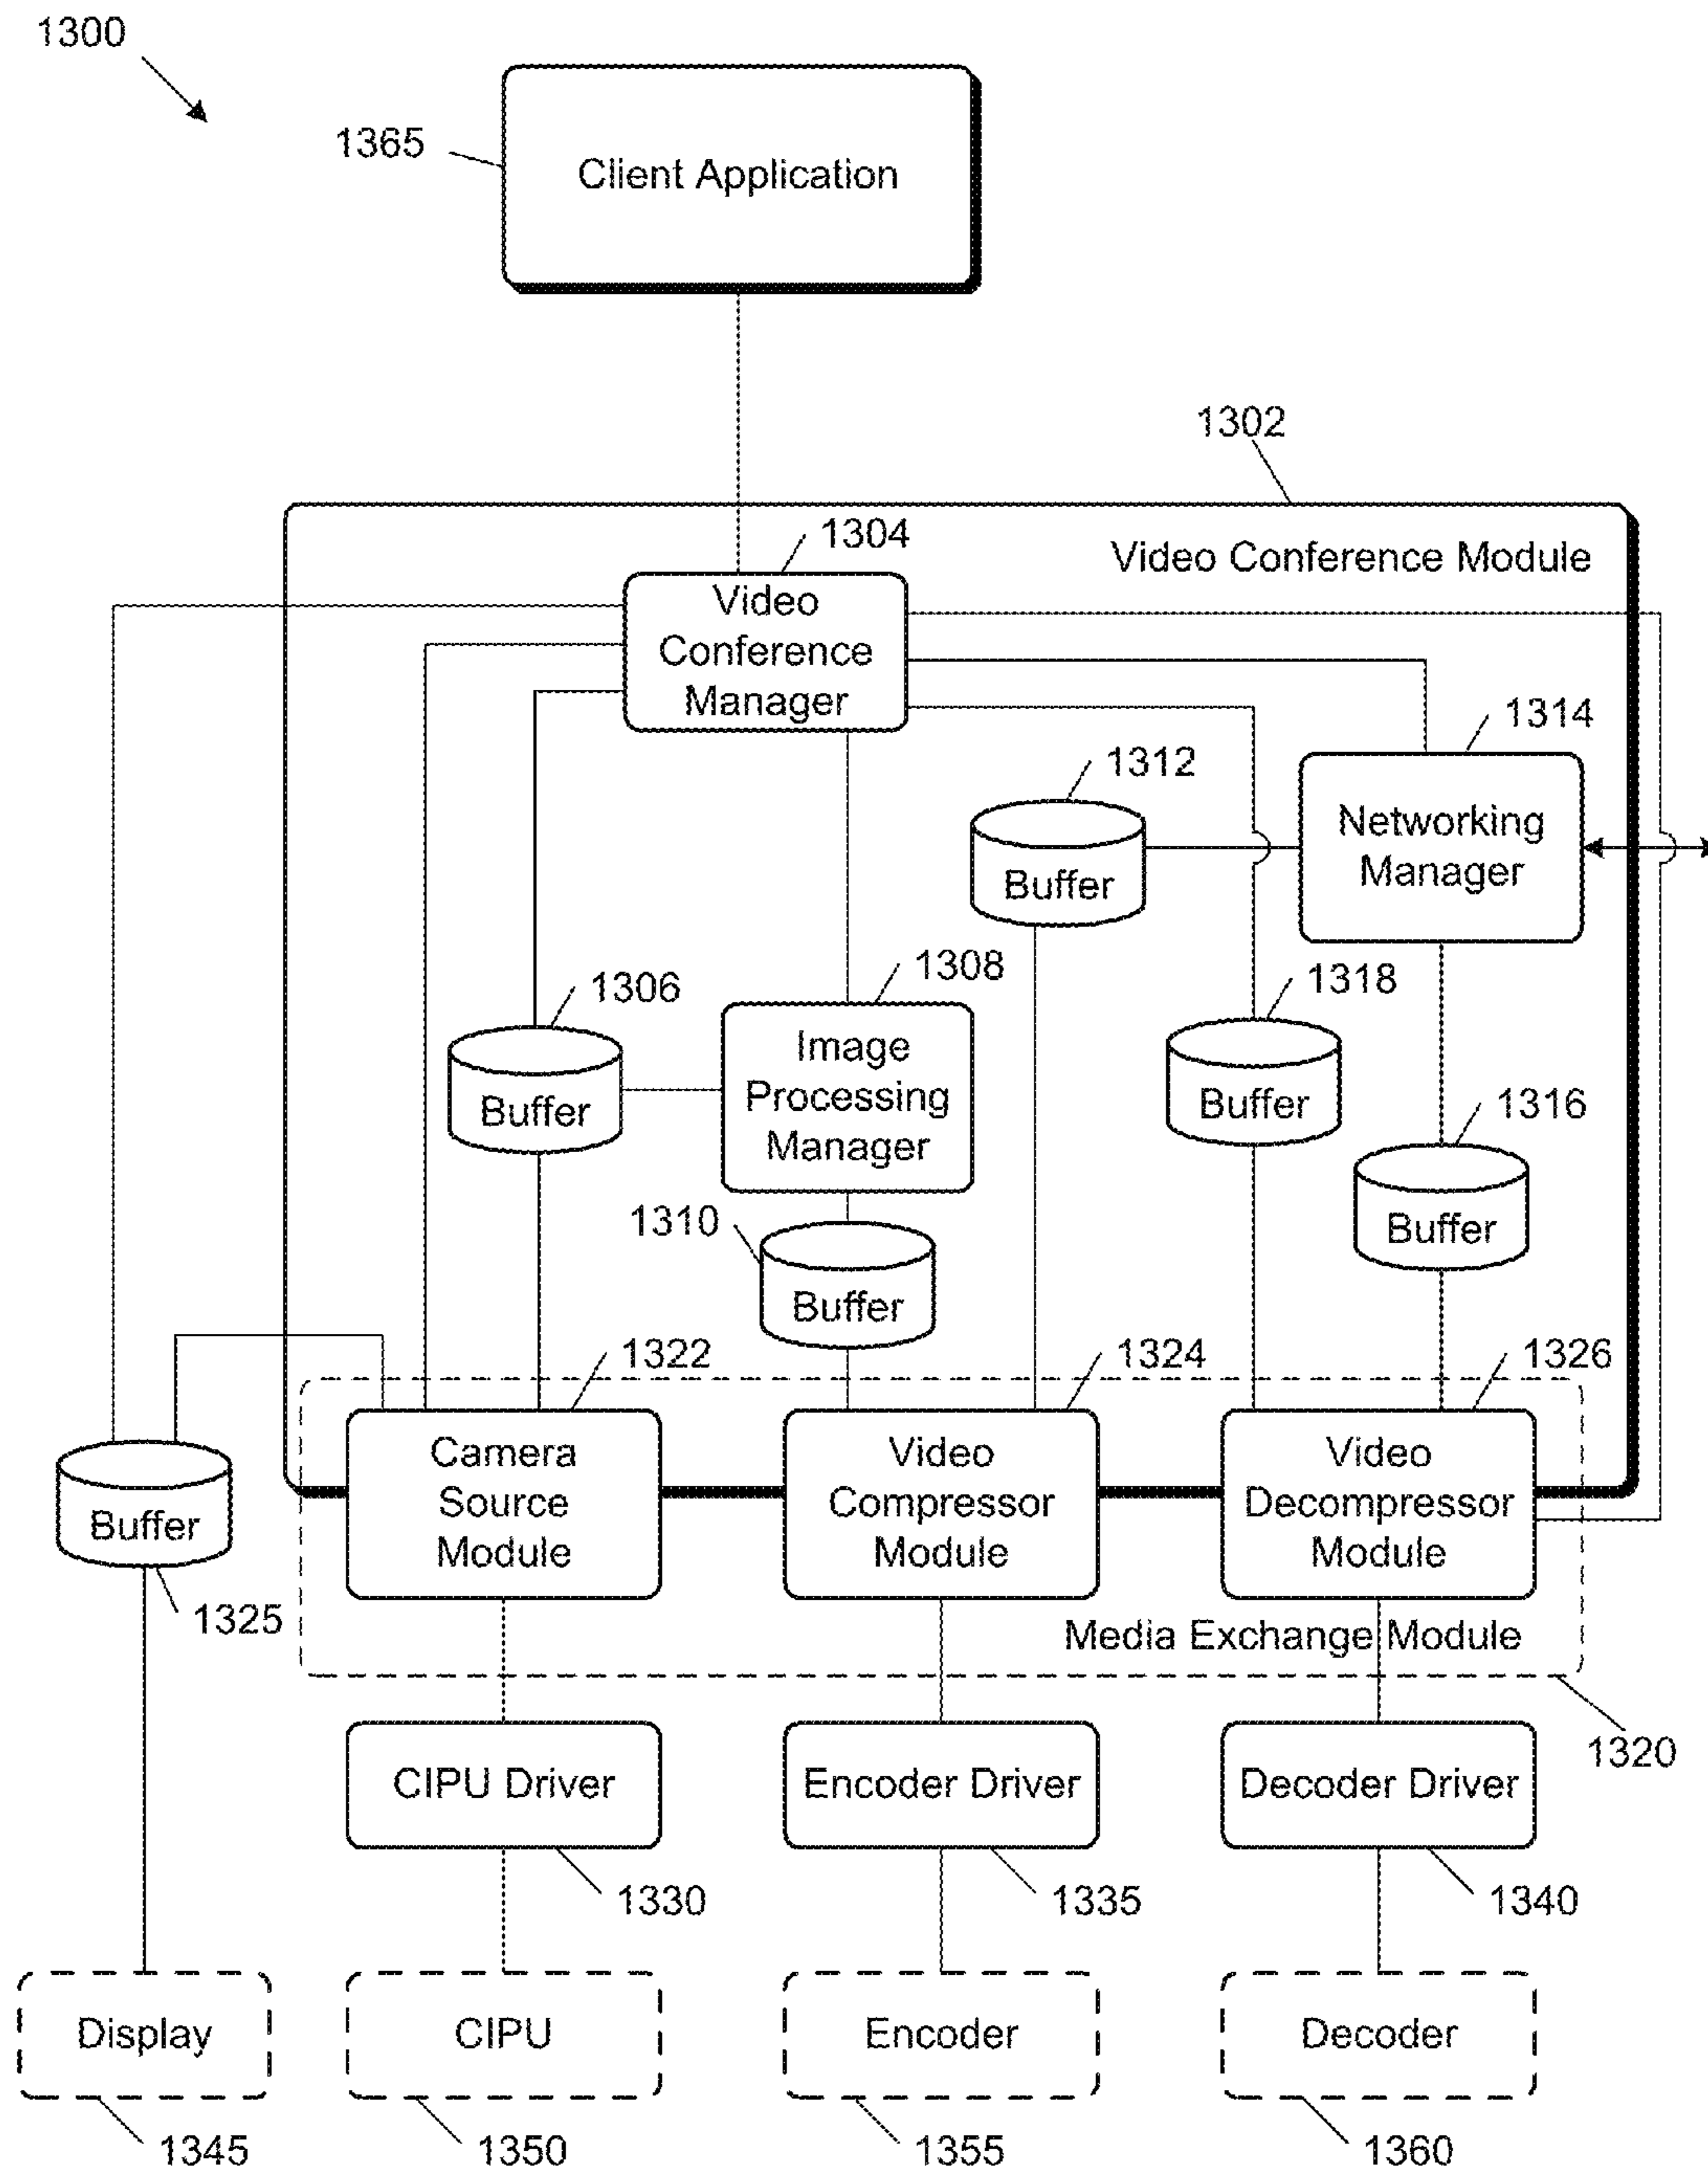 1300
1365
Client Application
1302
1304
Video Conference Module
Video
Conference
Manager
1314
1312
Networking
Manager
Buffer
1308
1306
1318
Image
Processing
Manager
Buffer
Buffer
1316
1310
Buffer
Buffer
1322
1324
1326
Camera
Source
Module
Video
Compressor
Module
Video
Decompressor
Module
Buffer
1325
Media Exchange Module
1320
CIPU Driver
Encoder Driver
Decoder Driver
1330
1335
1340
Display
CIPU
Encoder
Decoder
1345
1350
1355
1360